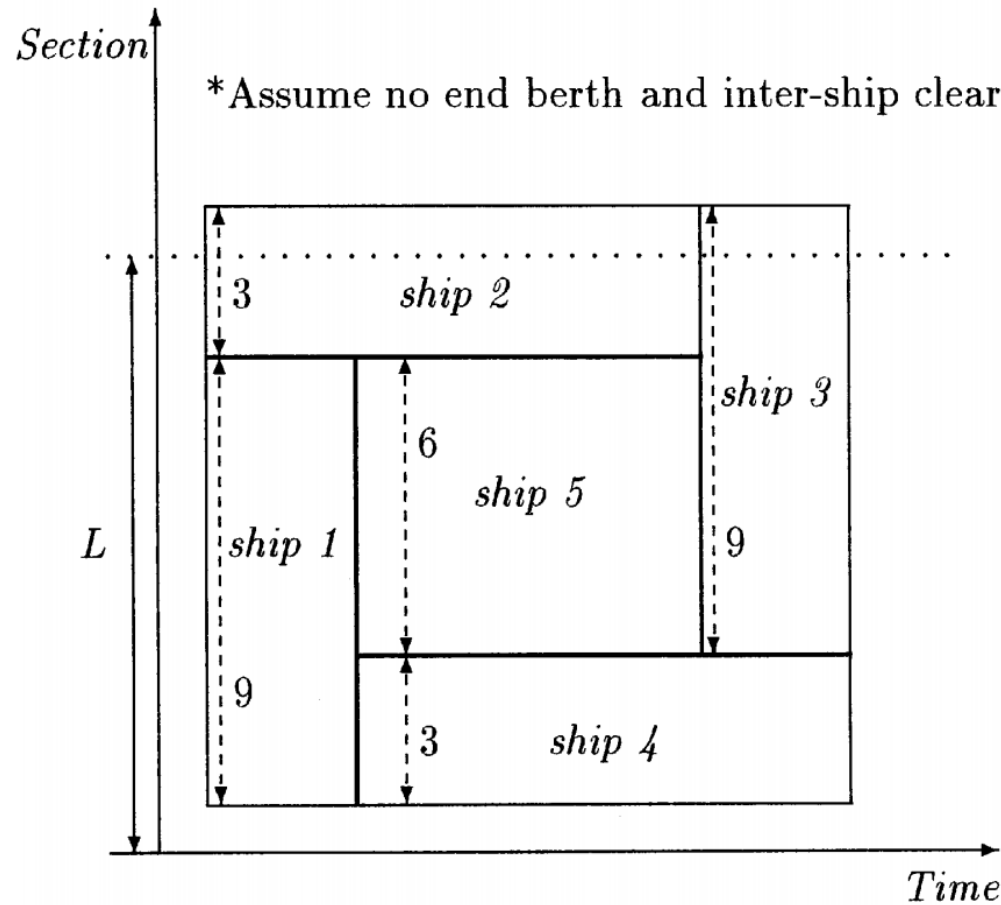 Section
*Assume no end berth and inter-ship clear
3
ship 2
ship 3
6
ship 5
L
ship 1
9
9
3
ship 4
Time